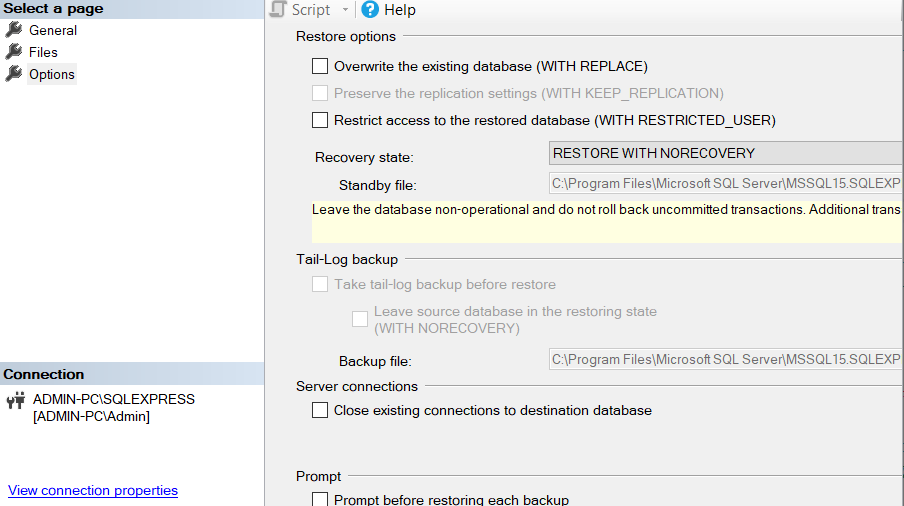 Select a page
General
Files
Options
Script
Help
Restore options
Overwrite the existing database (WITH REPLACE)
Preserve the replication settings (WITH KEEP_REPLICATION)
Restrict access to the restored database (WITH RESTRICTED_USER)
Recovery state:
RESTORE WITH NORECOVERY
Standby file:
C:\Program Files\Microsoft SQL Server\MSSQL15.SQLEXP
Leave the database non-operational and do not roll back uncommitted transactions. Additional trans
Tail-Log backup
Take tail-log backup before restore
Leave source database in the restoring state
(WITH NORECOVERY)
Backup file:
C:\Program Files\Microsoft SQL Server\MSSQL15.SQLEXP
Server connections
Close existing connections to destination database
Prompt
Prompt before restoring each backup
Connection
ADMIN-PC\SQLEXPRESS
[ADMIN-PC\Admin]
View connection properties